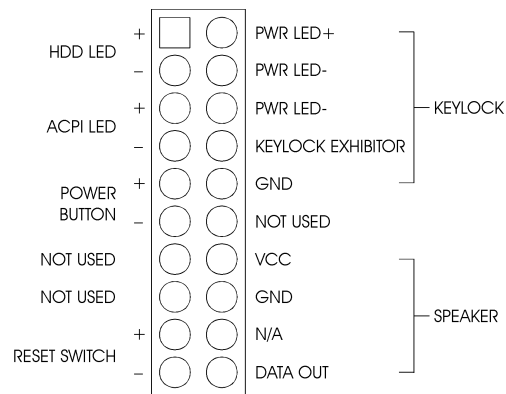 + PWR LED+
HDD LED
– PWR LED-
+ PWR LED- KEYLOCK
ACPI LED
– KEYLOCK EXHIBITOR
+ GND
POWER
BUTTON
– NOT USED
NOT USED VCC
NOT USED GND
SPEAKER
+ N/A
RESET SWITCH
– DATA OUT